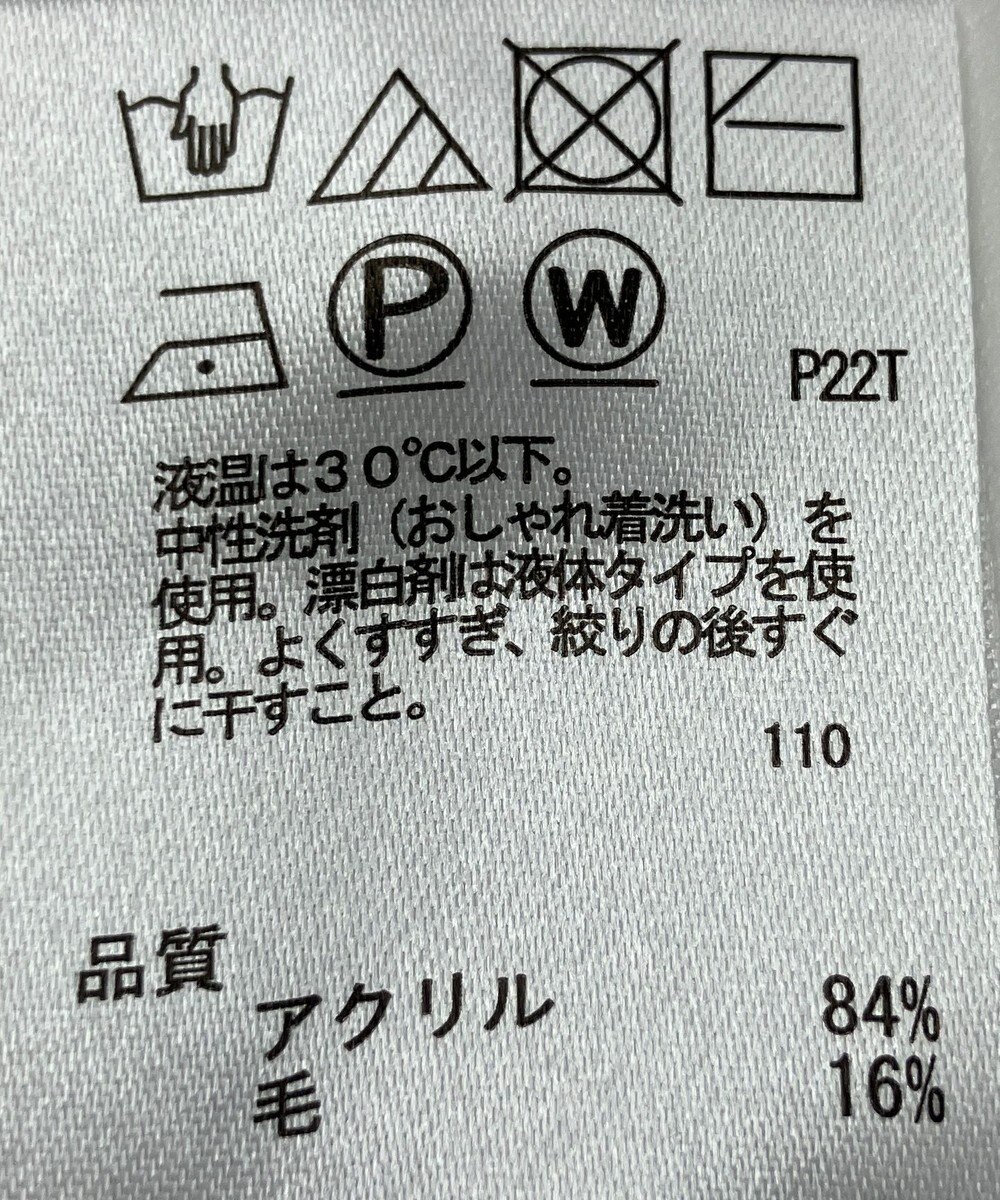 P W
P22T
液温は30℃以下。
中性洗剤（おしゃれ着洗い）を
使用。漂白剤は液体タイプを使
用。よくすすぎ、絞りの後すぐ
に干すこと。
110
品質
アクリル 84%
毛 16%